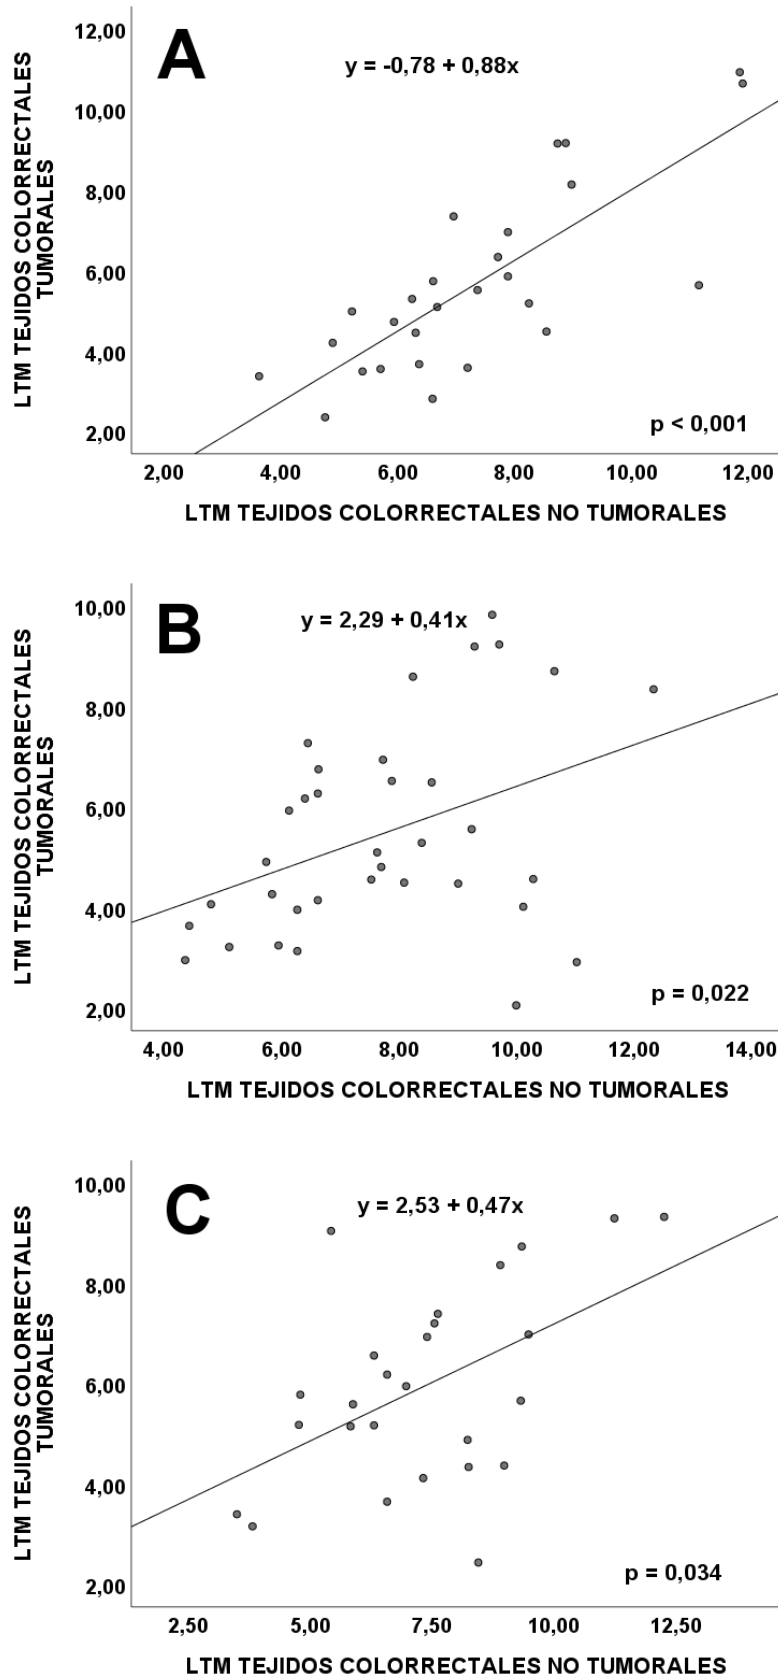 A
y = -0,78 + 0,88x
12,00
10,00
8,00
6,00
4,00
2,00
LTM TEJIDOS COLORRECTALES
TUMORALES
p < 0,001
2,00 4,00 6,00 8,00 10,00 12,00
LTM TEJIDOS COLORRECTALES NO TUMORALES
B
y = 2,29 + 0,41x
10,00
8,00
6,00
4,00
2,00
LTM TEJIDOS COLORRECTALES
TUMORALES
p = 0,022
4,00 6,00 8,00 10,00 12,00 14,00
LTM TEJIDOS COLORRECTALES NO TUMORALES
C
y = 2,53 + 0,47x
10,00
8,00
6,00
4,00
2,00
LTM TEJIDOS COLORRECTALES
TUMORALES
p = 0,034
2,50 5,00 7,50 10,00 12,50
LTM TEJIDOS COLORRECTALES NO TUMORALES